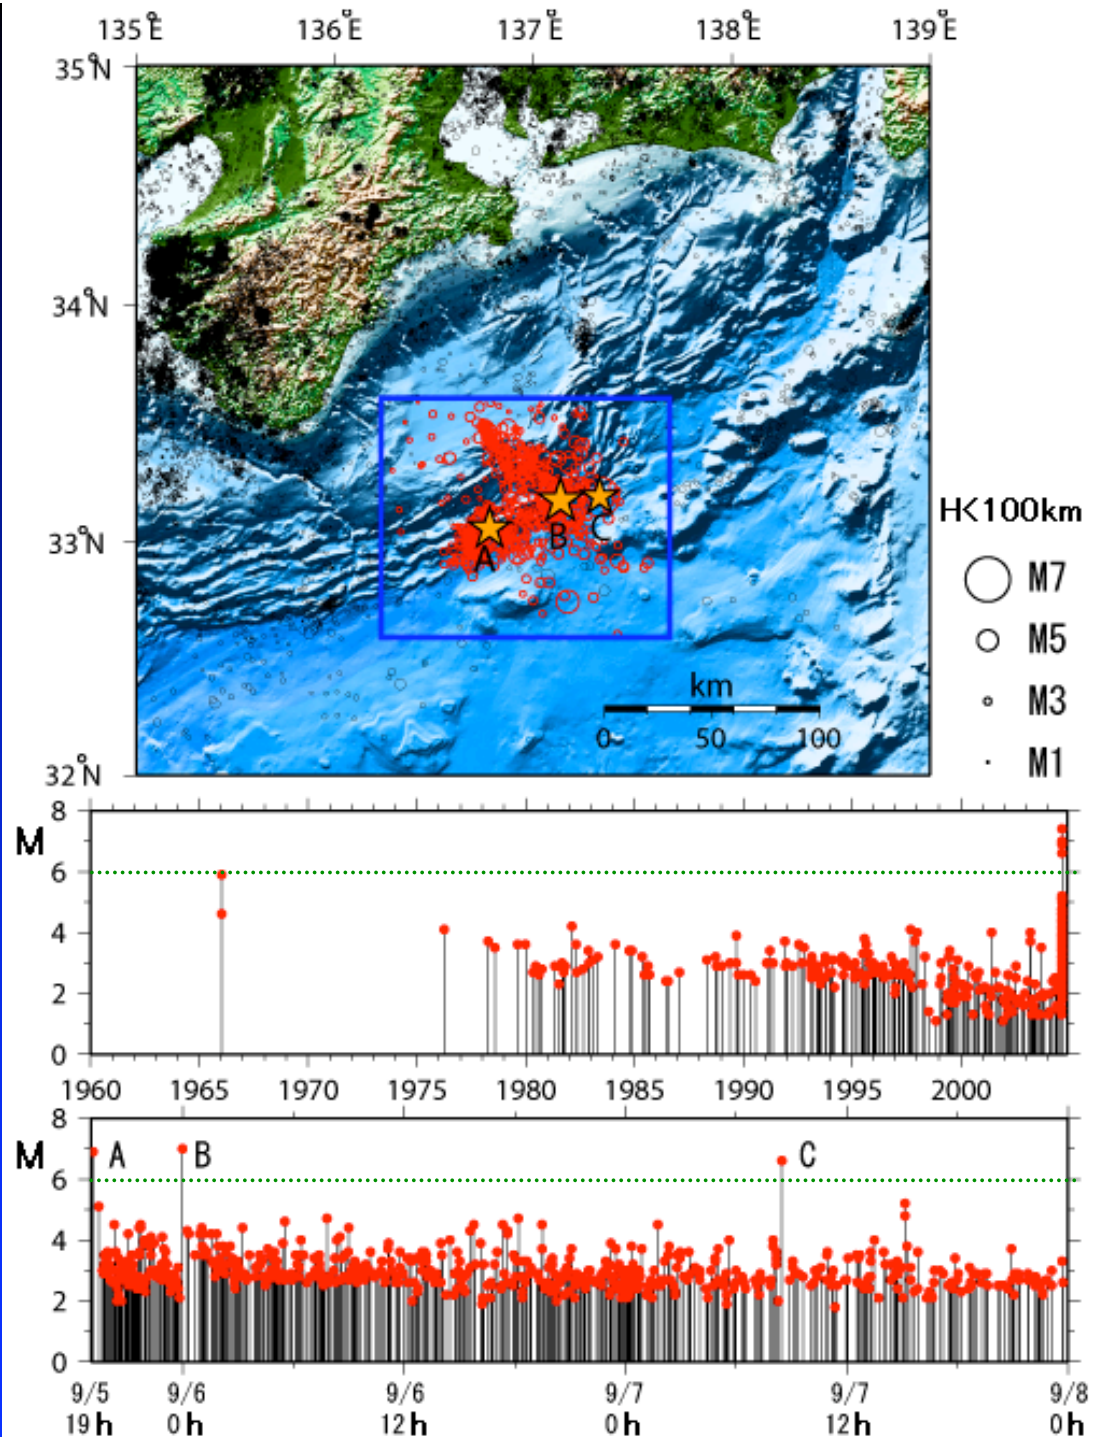 135°E 136°E 137°E 138°E 139°E
35°N
34°N
33°N
32°N
A B C
km
0 50 100
H<100km
M7
M5
M3
M1
M
8
6
4
2
0
1960 1965 1970 1975 1980 1985 1990 1995 2000
M
8
6
4
2
0
A B C
9/5 9/6 9/6 9/7 9/7 9/8
19h 0h 12h 0h 12h 0h